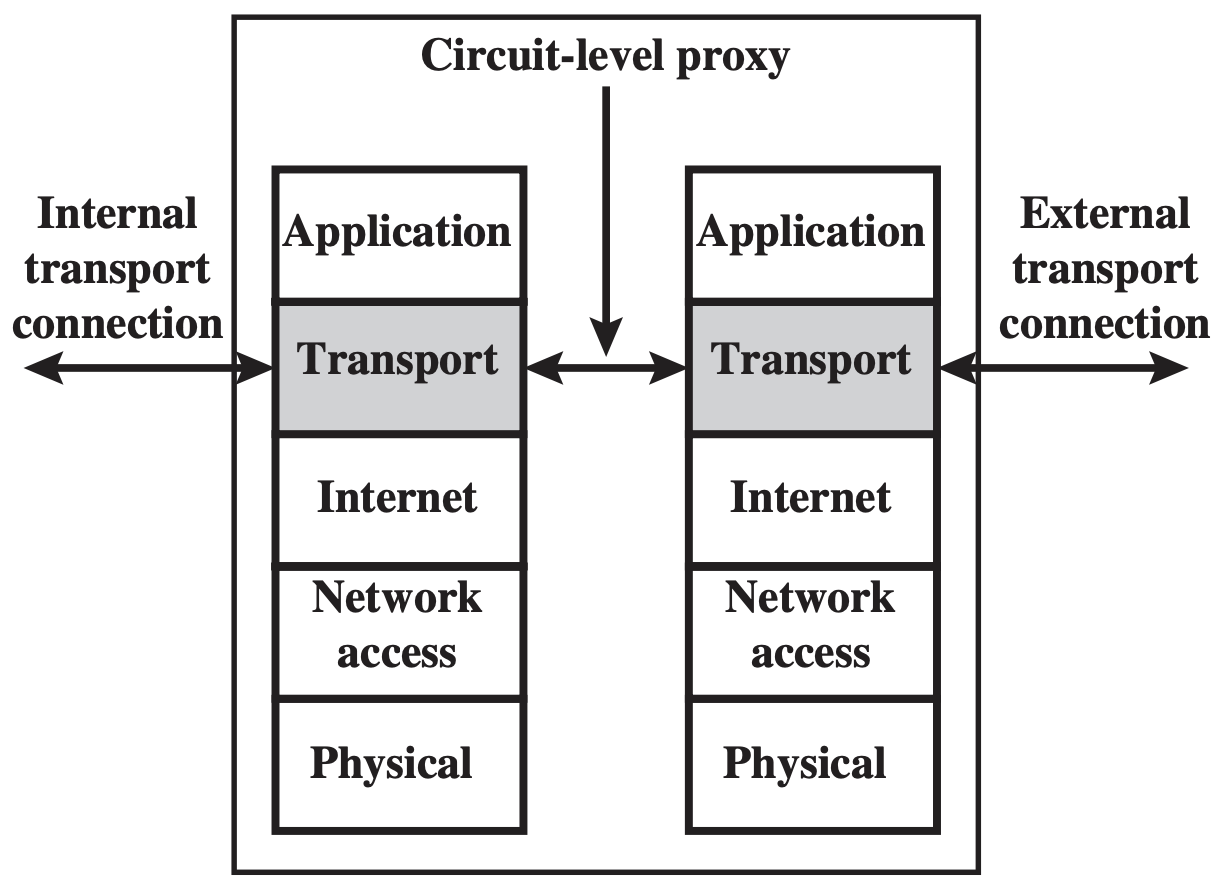 Circuit-level proxy
Internal
transport
connection
Application
Transport
Internet
Network
access
Physical
Application
Transport
Internet
Network
access
Physical
External
transport
connection